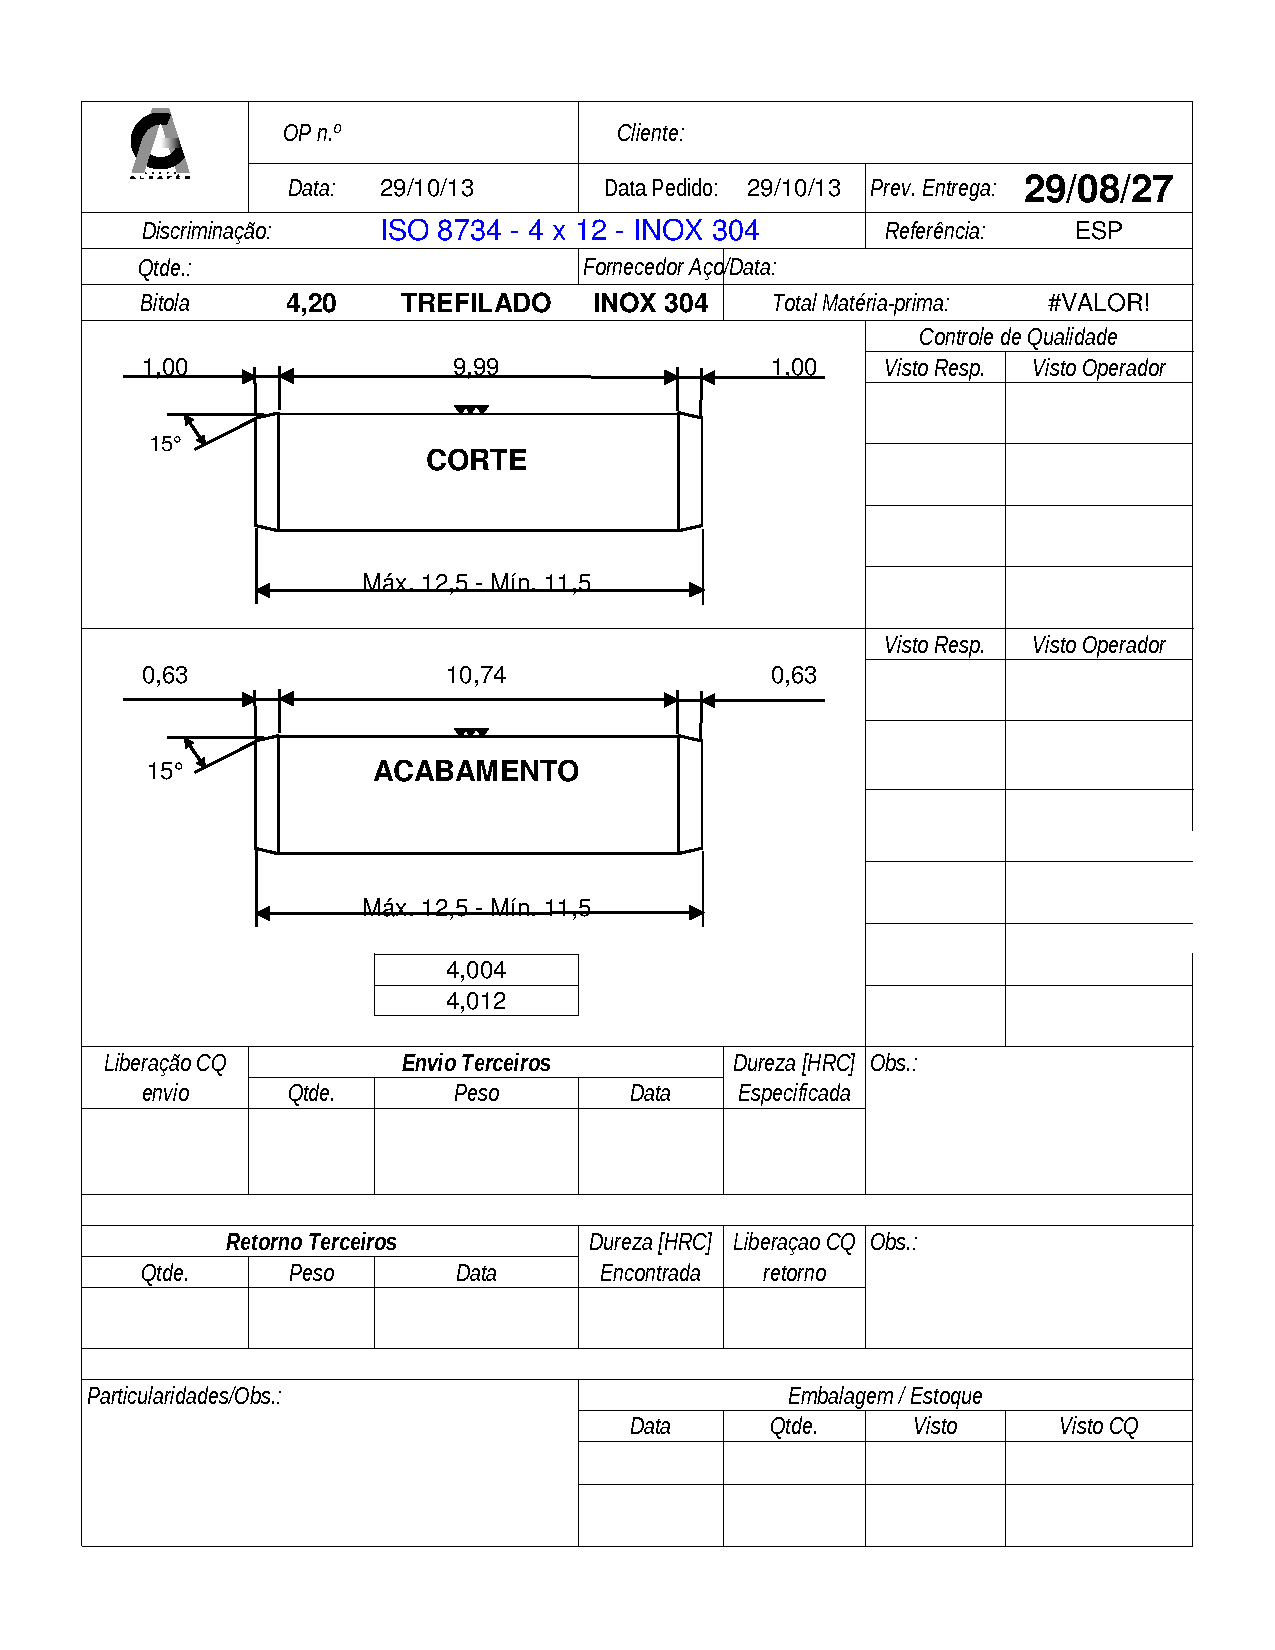 OP n.º Cliente:
ALRAFER
Data: 29/10/13 Data Pedido: 29/10/13 Prev. Entrega: 29/08/27
Discriminação: ISO 8734 - 4 x 12 - INOX 304 Referência: ESP
Qtde.: Fornecedor Aço/Data:
Bitola 4,20 TREFILADO INOX 304 Total Matéria-prima: #VALOR!
Controle de Qualidade
1,00 9,99 1,00 Visto Resp. Visto Operador
15°
CORTE
Máx. 12,5 - Mín. 11,5
Visto Resp. Visto Operador
0,63 10,74 0,63
15° ACABAMENTO
Máx. 12,5 - Mín. 11,5
4,004
4,012
Liberação CQ Envio Terceiros Dureza [HRC] Obs.:
envio Qtde. Peso Data Especificada
Retorno Terceiros Dureza [HRC] Liberaçao CQ Obs.:
Qtde. Peso Data Encontrada retorno
Particularidades/Obs.: Embalagem / Estoque
Data Qtde. Visto Visto CQ